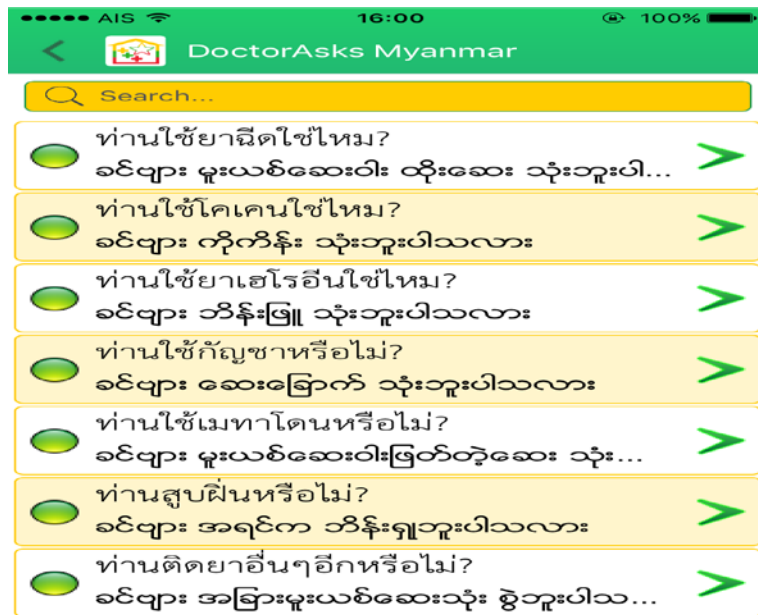 AIS 16:00 100%
DoctorAsks Myanmar
Search...
ท่านใช้ยาฉีดใช่ไหม?
ခင်ဗျား မူးယစ်ဆေးဝါး ထိုးဆေး သုံးဘူးပါ...
ท่านใช้โคเคนใช่ไหม?
ခင်ဗျား ကိုကိန်း သုံးဘူးပါသလား
ท่านใช้ยาเฮโรอีนใช่ไหม?
ခင်ဗျား ဘိန်းဖြူ သုံးဘူးပါသလား
ท่านใช้กัญชาหรือไม่?
ခင်ဗျား ဆေးခြောက် သုံးဘူးပါသလား
ท่านใช้เมทาโดนหรือไม่?
ခင်ဗျား မူးယစ်ဆေးဝါးဖြတ်တဲ့ဆေး သုံး...
ท่านสูบฝิ่นหรือไม่?
ခင်ဗျား အရင်က ဘိန်းရှုဘူးပါသလား
ท่านติดยาอื่นๆอีกหรือไม่?
ခင်ဗျား အခြားမူးယစ်ဆေးသုံး စွဲဘူးပါသ...